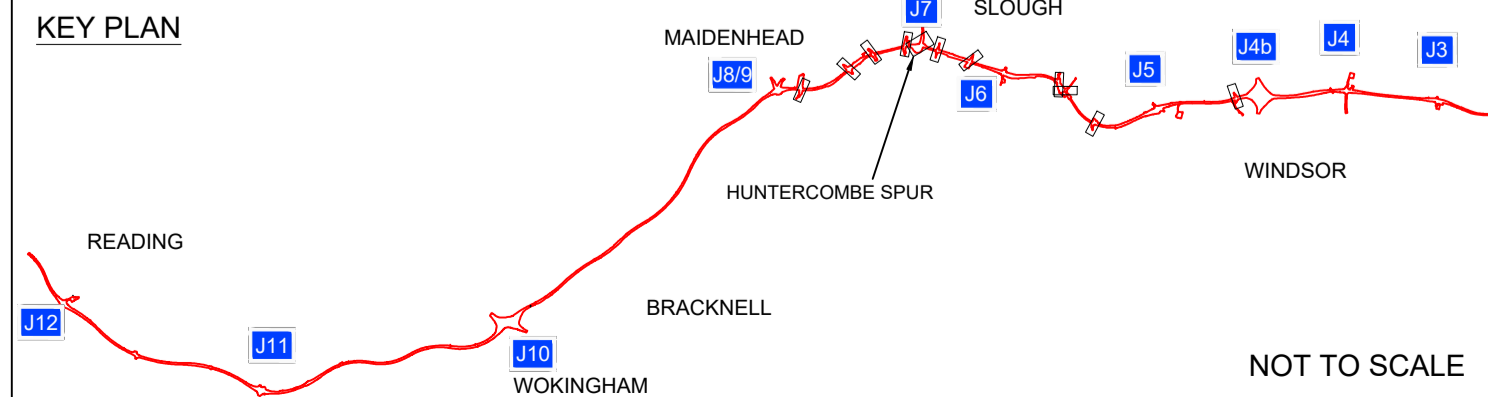 KEY PLAN
J7
SLOUGH
MAIDENHEAD
J8/9
J6
J5
J4b
J4
J3
HUNTERCOMBE SPUR
WINDSOR
READING
BRACKNELL
J12
J11
J10
WOKINGHAM
NOT TO SCALE